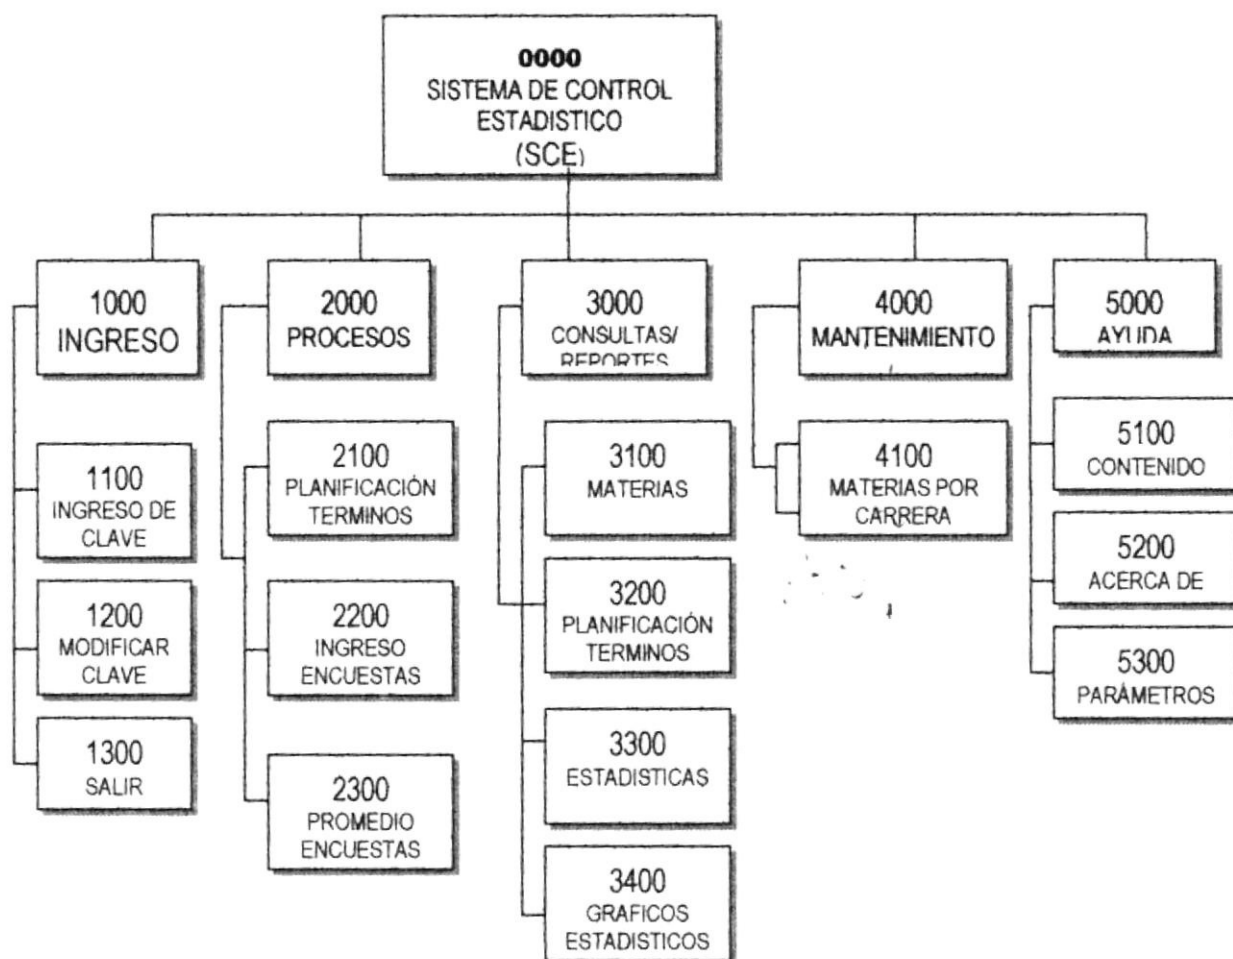 0000
SISTEMA DE CONTROL
ESTADISTICO
(SCE)
1000
INGRESO
2000
PROCESOS
3000
CONSULTAS/
REPORTES
4000
MANTENIMIENTO
5000
AYUDA
1100
INGRESO DE
CLAVE
1200
MODIFICAR
CLAVE
1300
SALIR
2100
PLANIFICACIÓN
TERMINOS
2200
INGRESO
ENCUESTAS
2300
PROMEDIO
ENCUESTAS
3100
MATERIAS
3200
PLANIFICACIÓN
TERMINOS
3300
ESTADISTICAS
3400
GRAFICOS
ESTADISTICOS
4100
MATERIAS POR
CARRERA
5100
CONTENIDO
5200
ACERCA DE
5300
PARÁMETROS